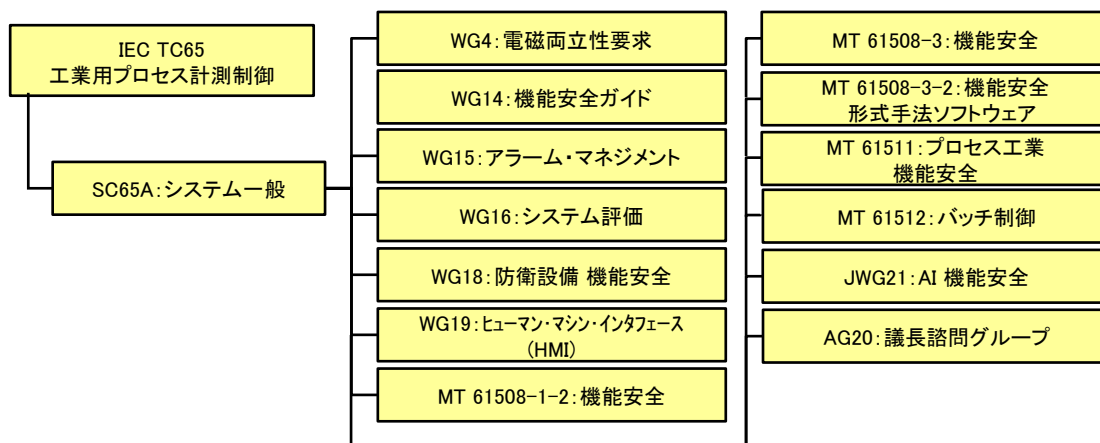 IEC TC65
工業用プロセス計測制御
SC65A:システム一般
WG4:電磁両立性要求
WG14:機能安全ガイド
WG15:アラーム・マネジメント
WG16:システム評価
WG18:防衛設備 機能安全
WG19:ヒューマン・マシン・インタフェース
(HMI)
MT 61508-1-2:機能安全
MT 61508-3:機能安全
MT 61508-3-2:機能安全
形式手法ソフトウェア
MT 61511:プロセス工業
機能安全
MT 61512:バッチ制御
JWG21:AI 機能安全
AG20:議長諮問グループ